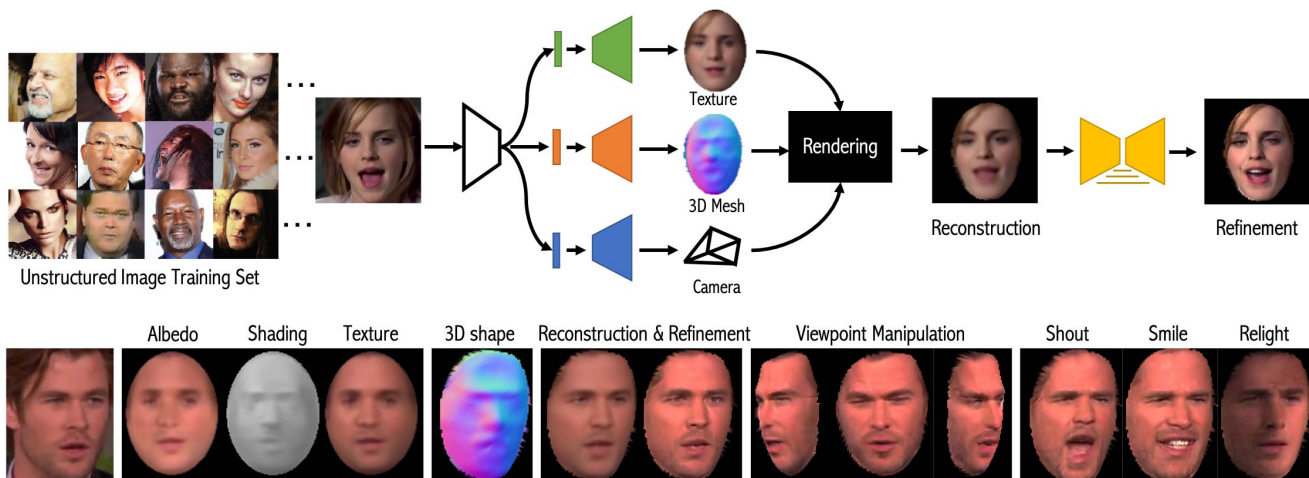 Texture
3D Mesh
Camera
Rendering
Reconstruction
Refinement
Unstructured Image Training Set
Albedo
Shading
Texture
3D shape
Reconstruction & Refinement
Viewpoint Manipulation
Shout
Smile
Relight